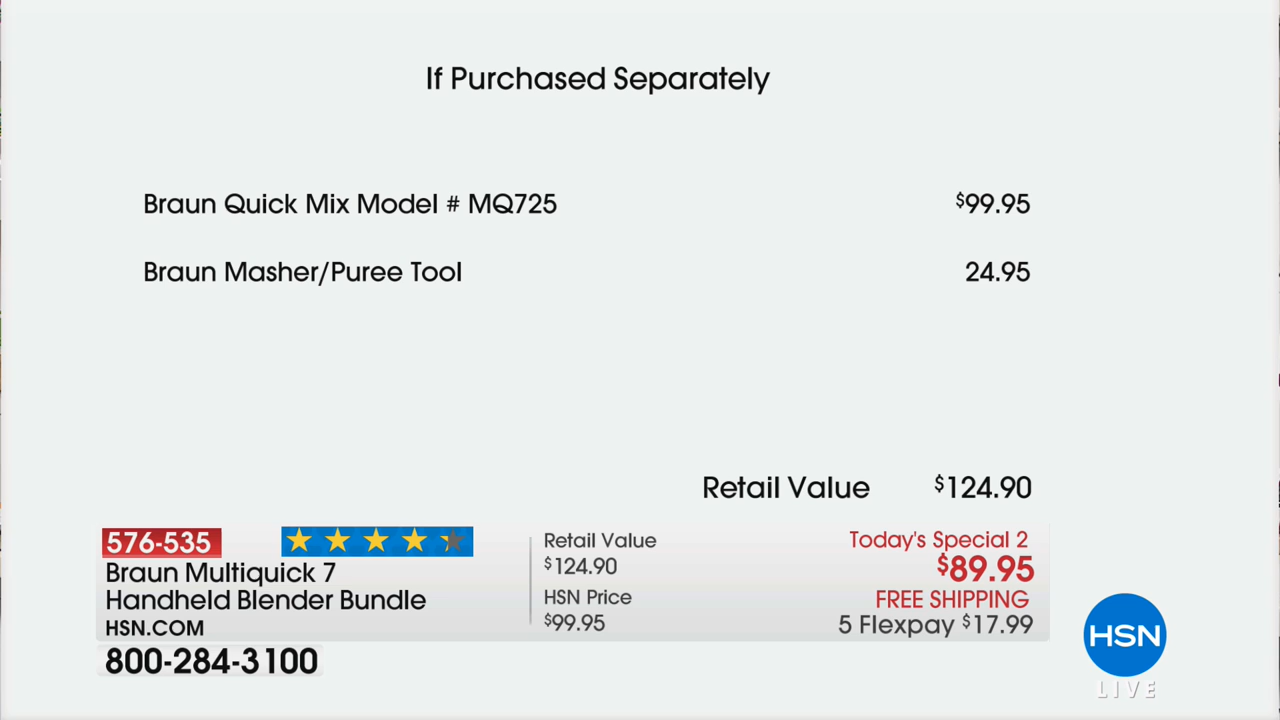 If Purchased Separately
Braun Quick Mix Model # MQ725 $99.95
Braun Masher/Puree Tool 24.95
Retail Value $124.90
576-535
Braun Multiquick 7
Handheld Blender Bundle
HSN.COM
800-284-3100
Retail Value
$124.90
HSN Price
$99.95
Today's Special 2
$89.95
FREE SHIPPING
5 Flexpay $17.99
HSN
LIVE